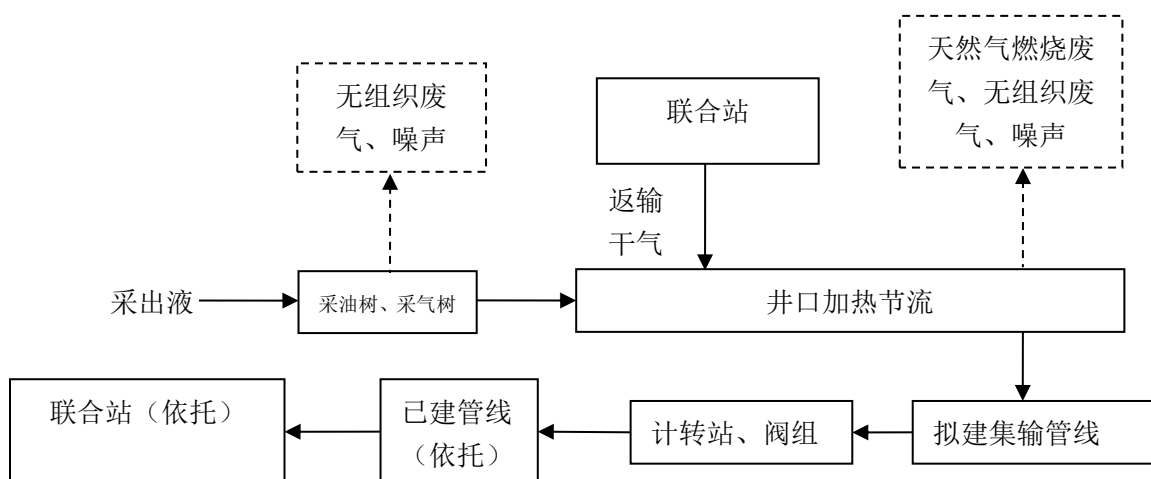 无组织废
气、噪声
联合站
天然气燃烧废
气、无组织废
气、噪声
返输
干气
采出液
采油树、采气树
井口加热节流
联合站（依托）
已建管线
（依托）
计转站、阀组
拟建集输管线